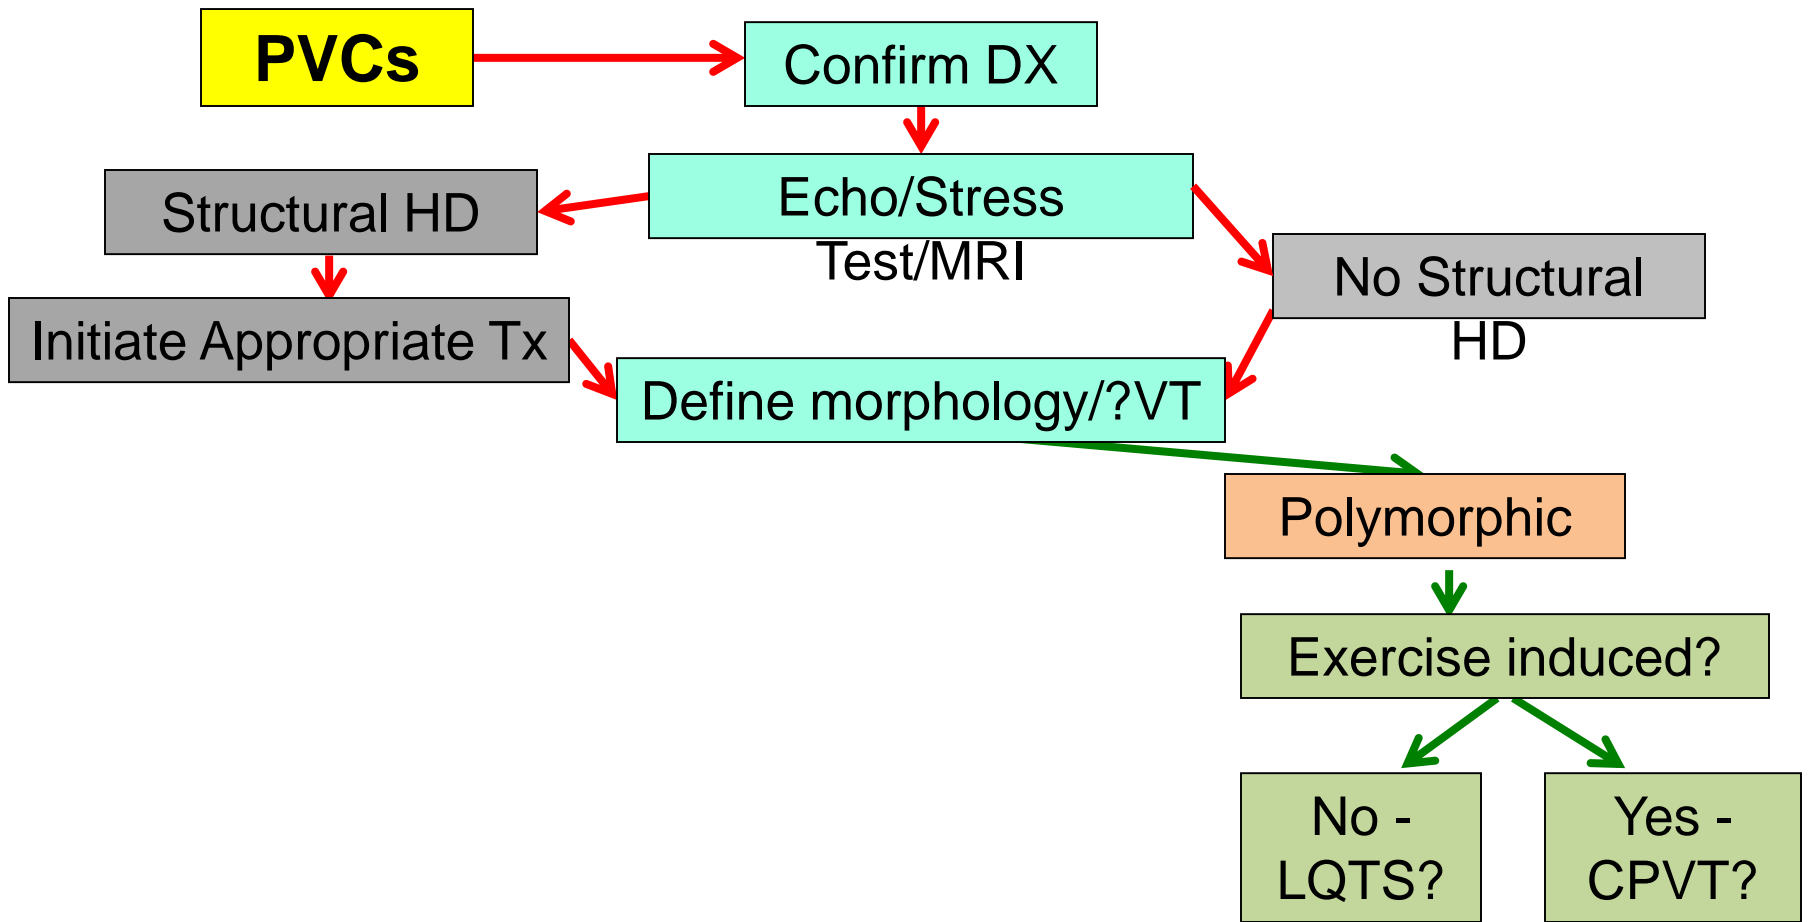 PVCs
Confirm DX
Echo/Stress
Test/MRI
Structural HD
No Structural
HD
Initiate Appropriate Tx
Define morphology/?VT
Polymorphic
Exercise induced?
No -
LQTS?
Yes -
CPVT?